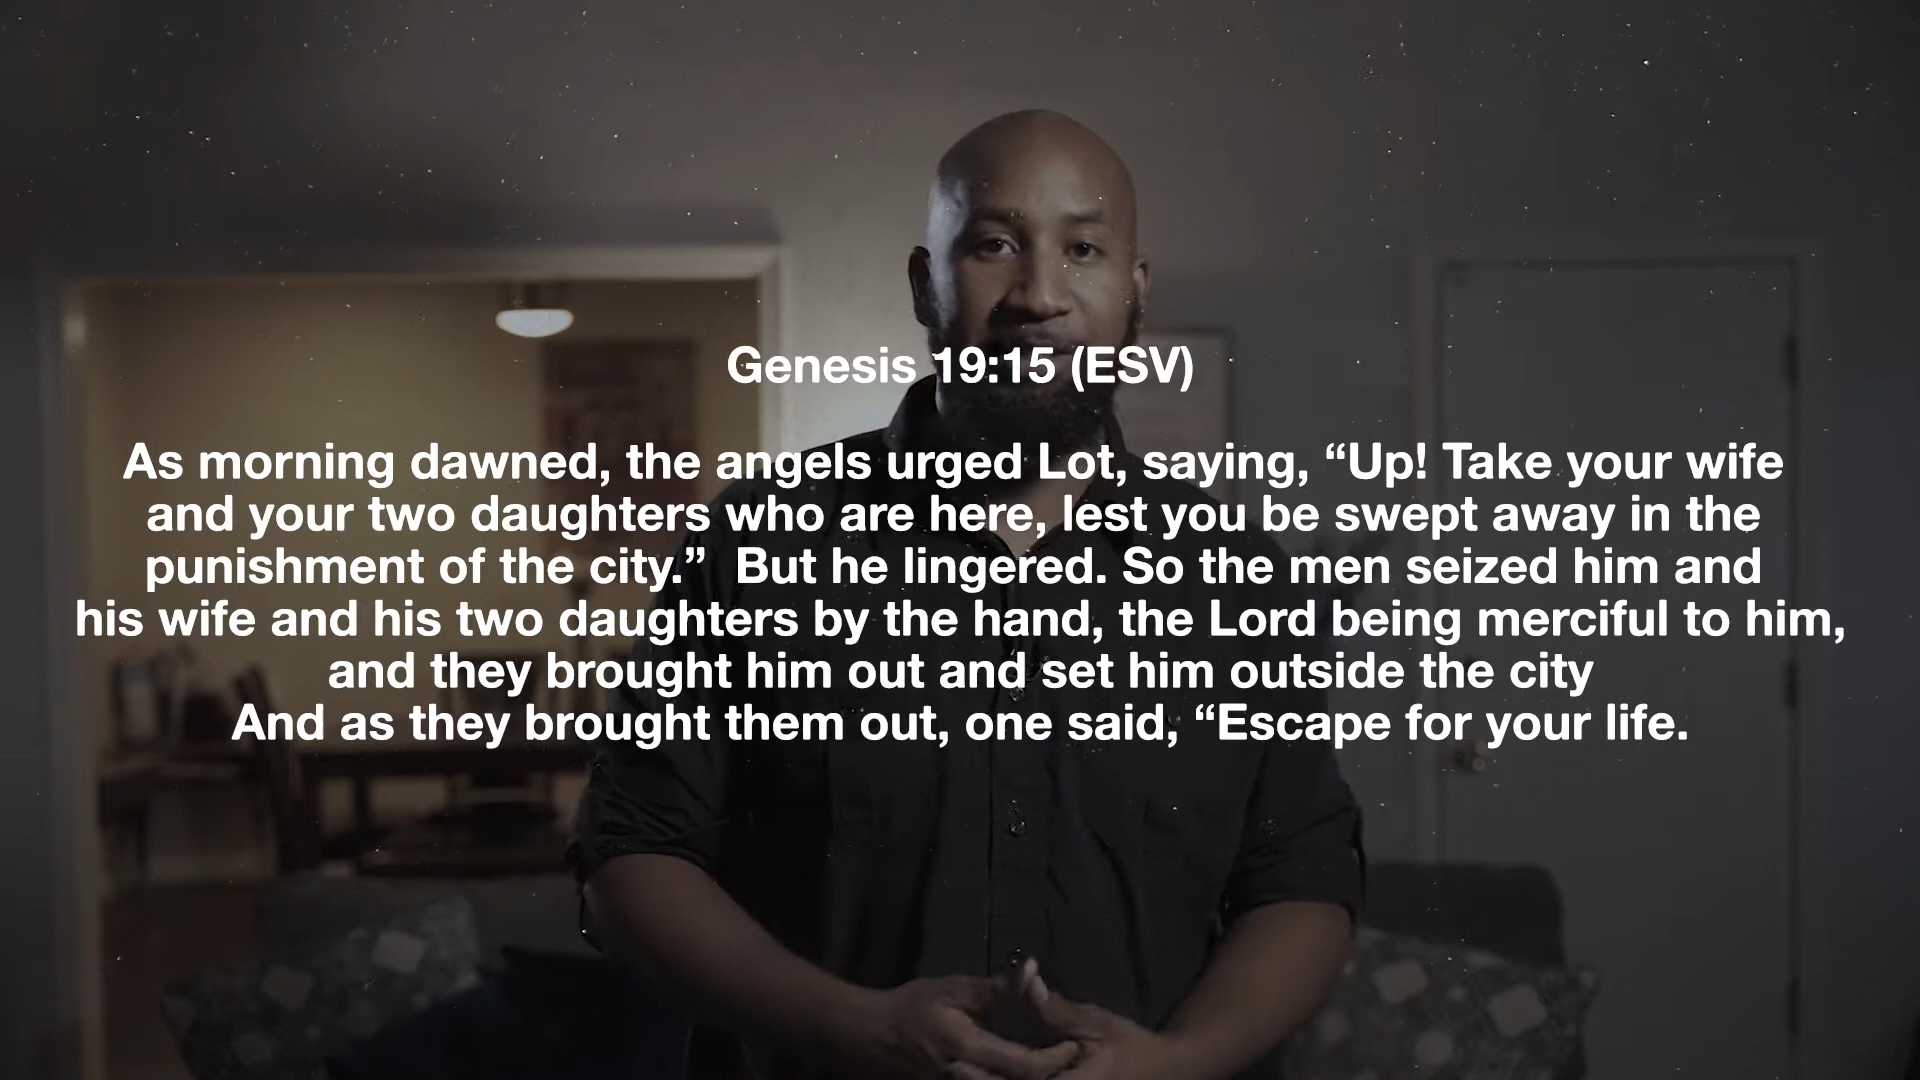 Genesis 19:15 (ESV)
As morning dawned, the angels urged Lot, saying, “Up! Take your wife
and your two daughters who are here, lest you be swept away in the
punishment of the city.”  But he lingered. So the men seized him and
his wife and his two daughters by the hand, the Lord being merciful to him,
and they brought him out and set him outside the city
And as they brought them out, one said, “Escape for your life.